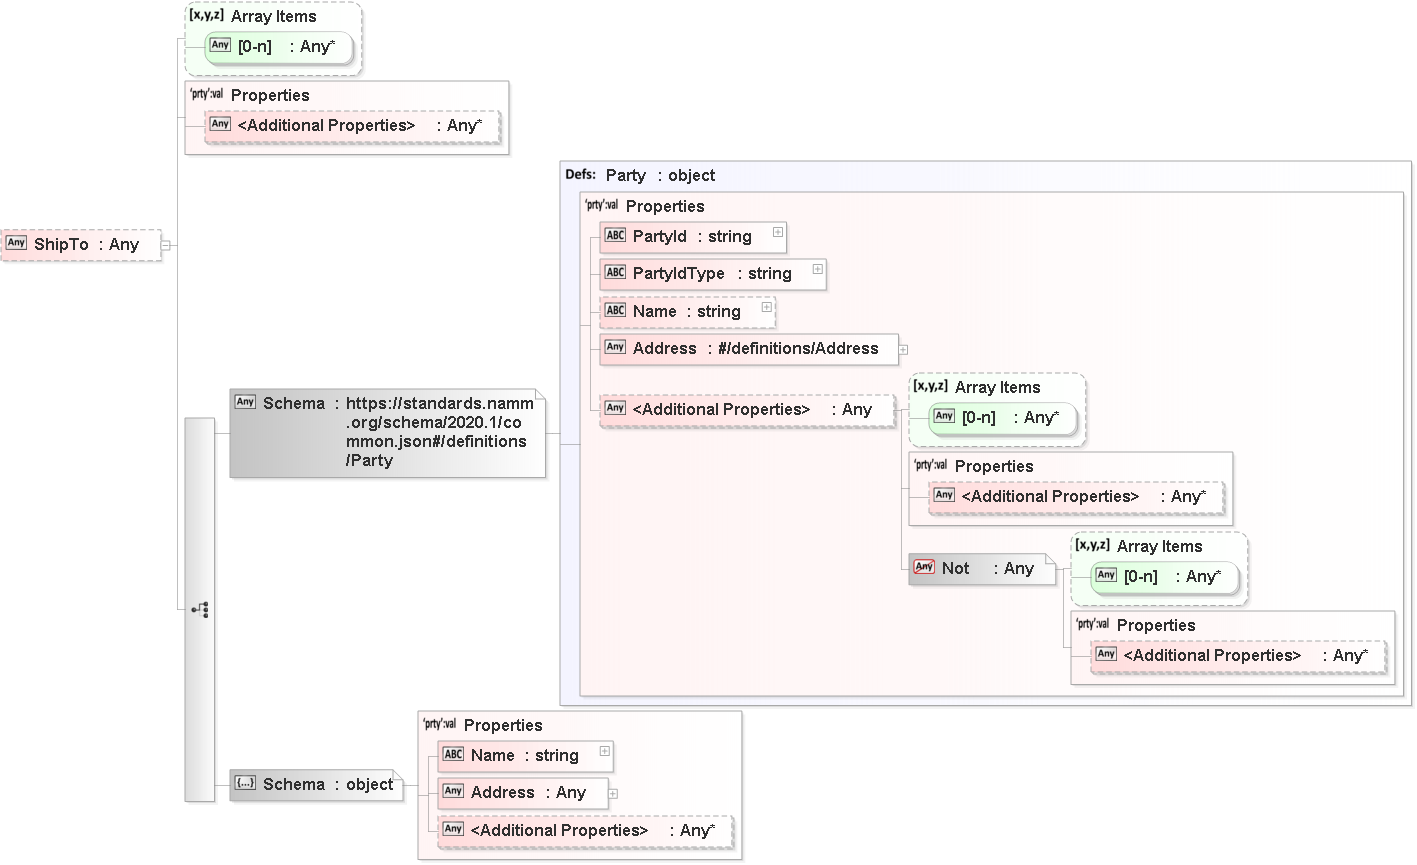 [x,y,z] Array Items
Any [0-n] : Any*
'prty':val Properties
Any <Additional Properties> : Any*
Defs: Party : object
'prty':val Properties
ABC PartyId : string
Any ShipTo : Any
ABC PartyIdType : string
ABC Name : string
Any Address : #/definitions/Address
[x,y,z] Array Items
Any Schema : https://standards.namm
.org/schema/2020.1/co
mmon.json#/definitions
/Party
Any <Additional Properties> : Any
Any [0-n] : Any*
'prty':val Properties
Any <Additional Properties> : Any*
Any Not : Any
[x,y,z] Array Items
Any [0-n] : Any*
'prty':val Properties
Any <Additional Properties> : Any*
'prty':val Properties
ABC Name : string
{...} Schema : object
Any Address : Any
Any <Additional Properties> : Any*